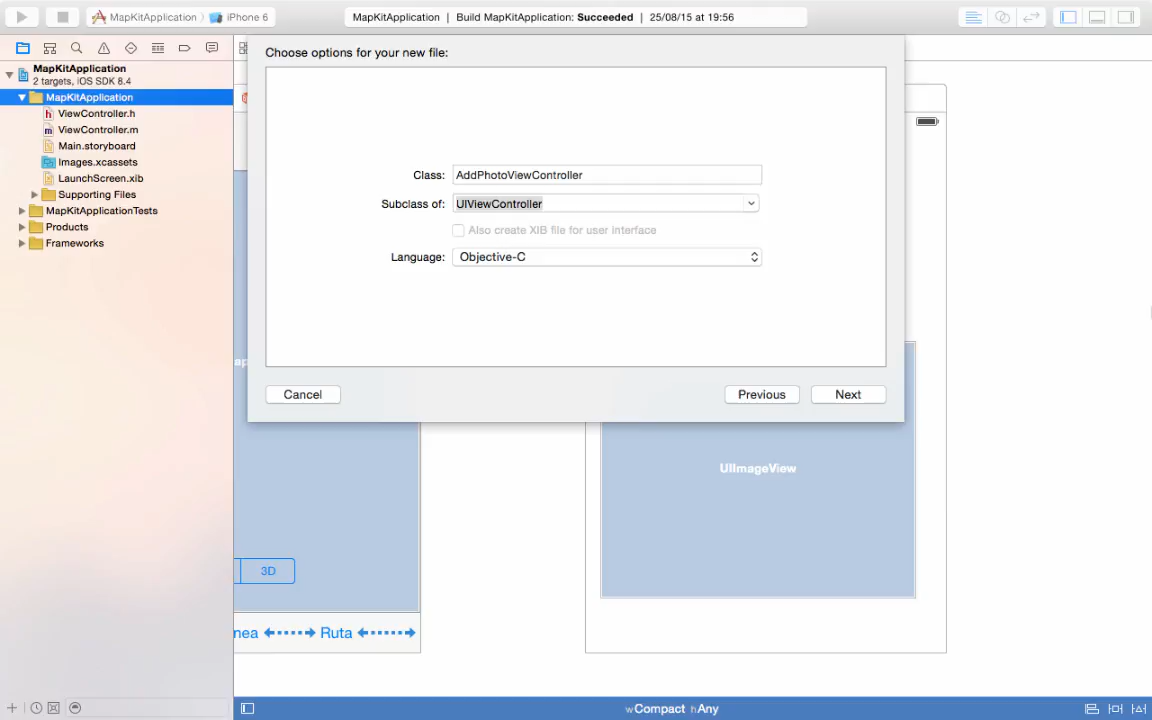 MapKitApplication
iPhone 6
MapKitApplication | Build MapKitApplication: Succeeded | 25/08/15 at 19:56
MapKitApplication
2 targets, iOS SDK 8.4
MapKitApplication
ViewController.h
ViewController.m
Main.storyboard
Images.xcassets
LaunchScreen.xib
Supporting Files
MapKitApplicationTests
Products
Frameworks
Choose options for your new file:
Class: AddPhotoViewController
Subclass of: UIViewController
Also create XIB file for user interface
Language: Objective-C
Cancel
Previous
Next
UIImageView
3D
nea
Ruta
wCompact hAny